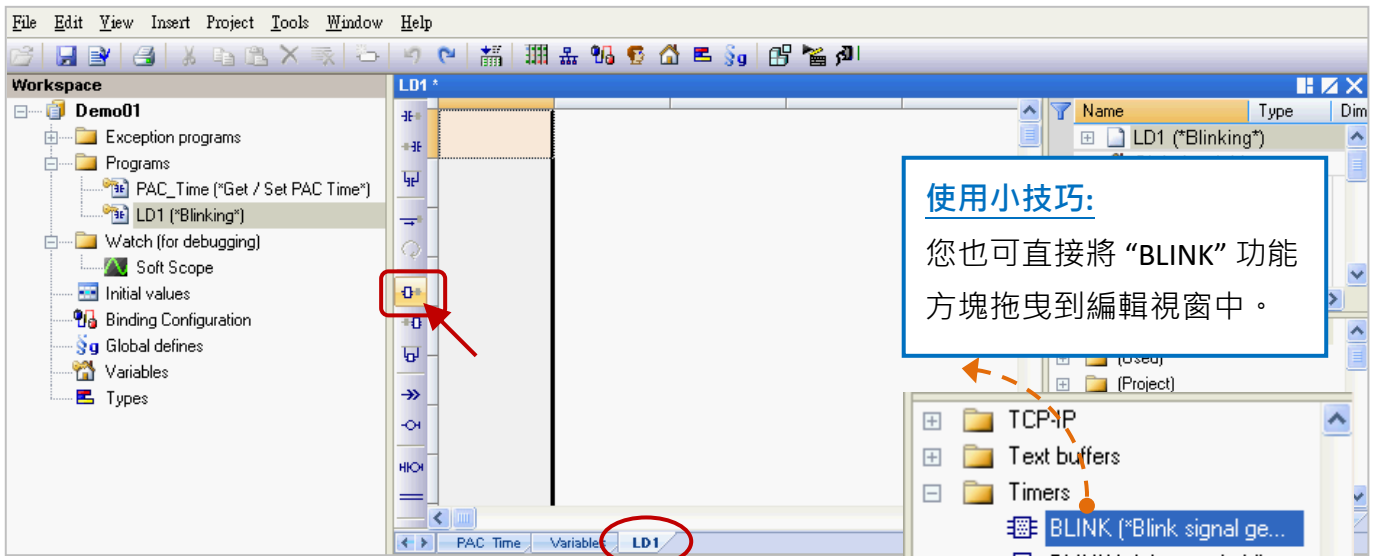 File Edit View Insert Project Tools Window Help
Workspace
Demo01
Exception programs
Programs
PAC_Time (*Get / Set PAC Time*)
LD1 (*Blinking*)
Watch (for debugging)
Soft Scope
Initial values
Binding Configuration
Global defines
Variables
Types
LD1 *
Name Type Dim
LD1 (*Blinking*)
使用小技巧:
您也可直接將 “BLINK” 功能
方塊拖曳到編輯視窗中。
(Used)
(Project)
TCP-IP
Text buffers
Timers
BLINK (*Blink signal ge...
PAC Time Variables LD1